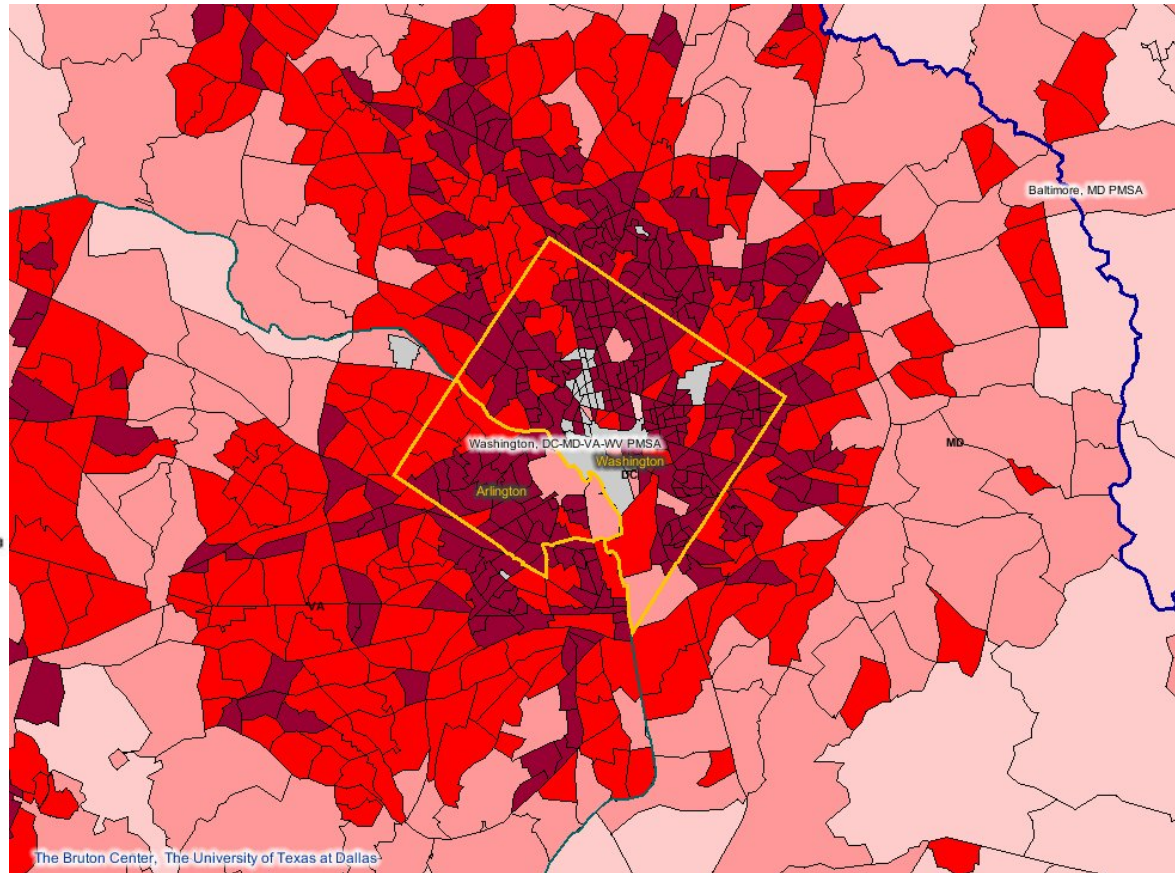 Baltimore, MD PMSA
Washington, DC-MD-VA-WV PMSA
MD
Washington
DC
Arlington
VA
The Bruton Center, The University of Texas at Dallas